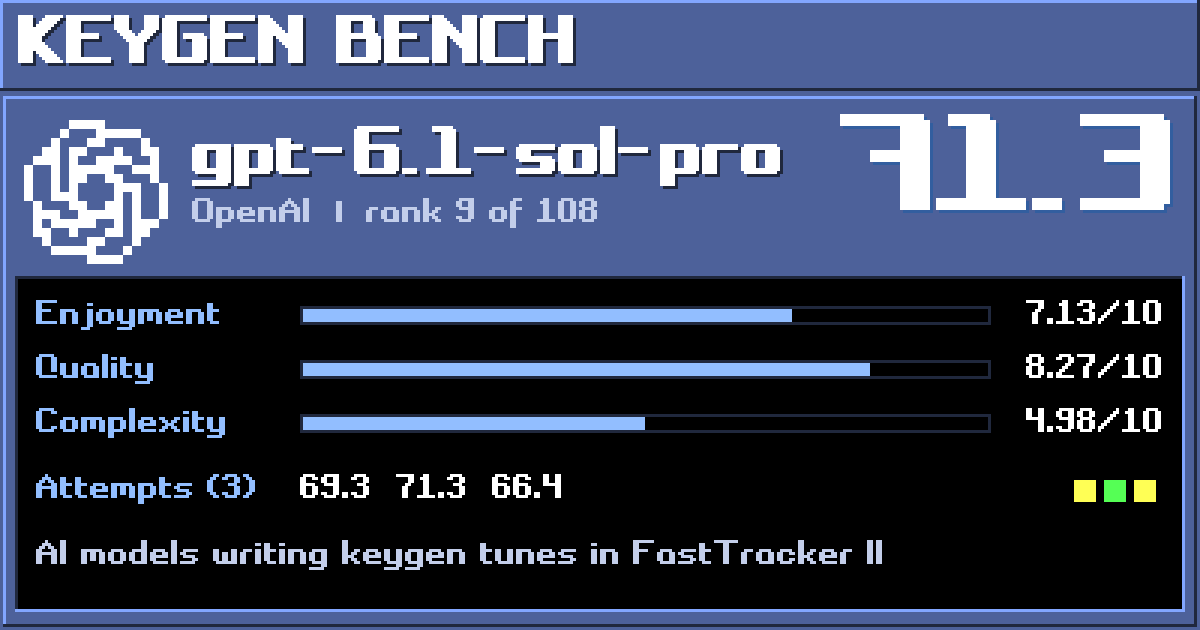 KEYGEN BENCH
gpt-6.1-sol-pro
71.3
OpenAI | rank 9 of 108
Enjoyment 7.13/10
Quality 8.27/10
Complexity 4.98/10
Attempts (3) 69.3 71.3 66.4
AI models writing keygen tunes in FastTracker II